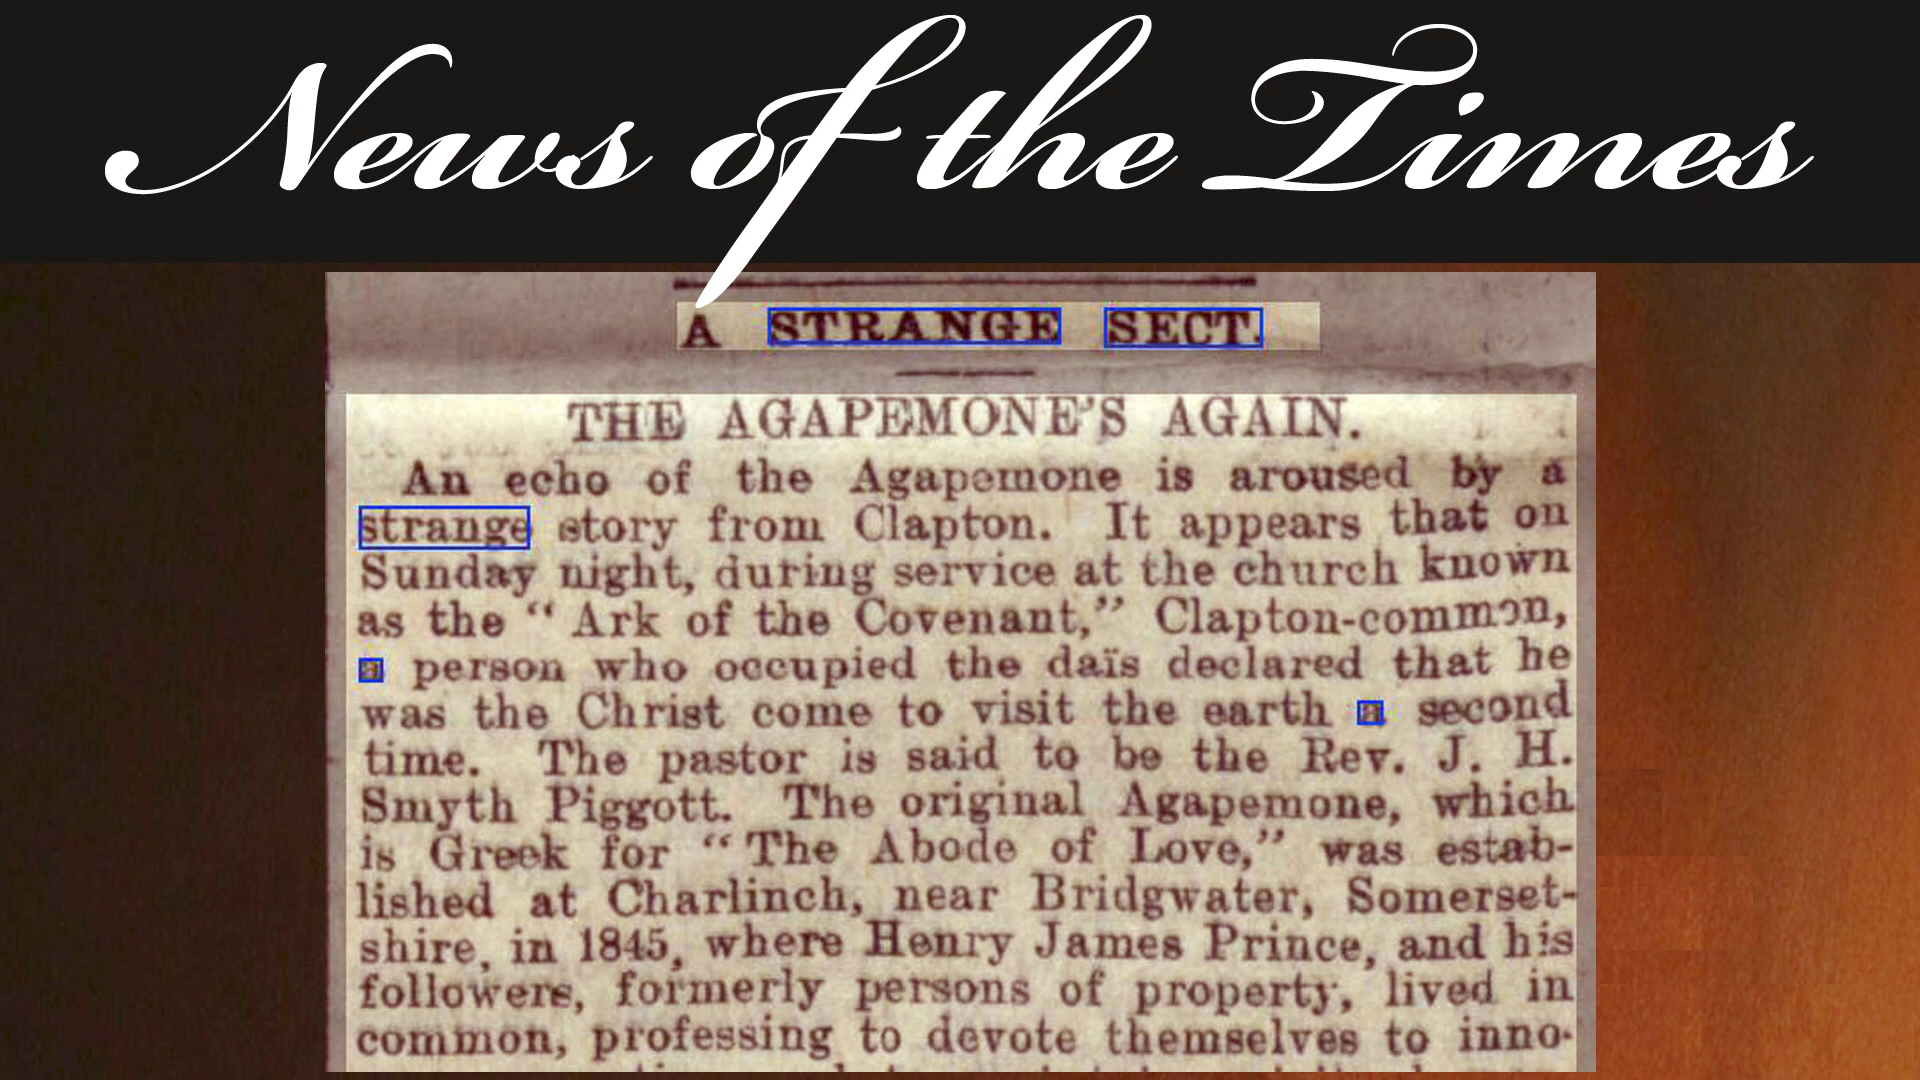 News of the Times
A STRANGE SECT.
THE AGAPEMONE'S AGAIN.
An echo of the Agapemone is aroused by a
strange story from Clapton. It appears that on
Sunday night, during service at the church known
as the "Ark of the Covenant," Clapton-common,
a person who occupied the daïs declared that he
was the Christ come to visit the earth a second
time. The pastor is said to be the Rev. J. H.
Smyth Piggott. The original Agapemone, which
is Greek for "The Abode of Love," was estab-
lished at Charlinch, near Bridgwater, Somerset-
shire, in 1845, where Henry James Prince, and his
followers, formerly persons of property, lived in
common, professing to devote themselves to inno-